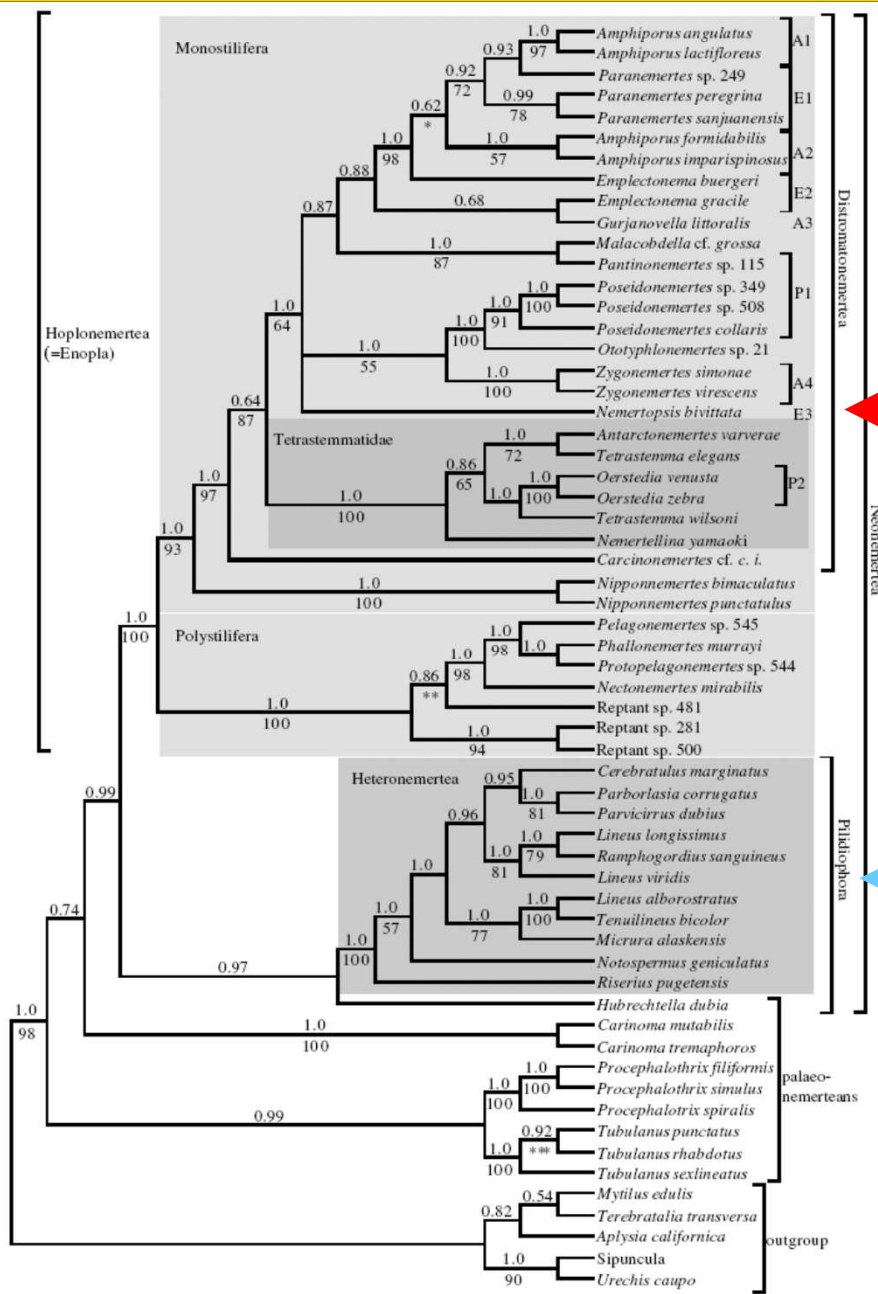 Monostilifera
Hoplonemertea
(=Enopla)
Tetrastemmatidae
Polystilifera
Heteronemertea
Amphiporus angulatus
Amphiporus lactifloreus
Paranemertes sp. 249
Paranemertes peregrina
Paranemertes sanjuanensis
Amphiporus formidabilis
Amphiporus imparispinosus
Emplectonema buergeri
Emplectonema gracile
Gurjanovella littoralis
Malacobdella cf. grossa
Pantinonemertes sp. 115
Poseidonemertes sp. 349
Poseidonemertes sp. 508
Poseidonemertes collaris
Ototyphlonemertes sp. 21
Zygonemertes simonae
Zygonemertes virescens
Nemertopsis bivittata
Antarctonemertes varverae
Tetrastemma elegans
Oerstedia venusta
Oerstedia zebra
Tetrastemma wilsoni
Nemertellina yamaoki
Carcinonemertes cf. c. i.
Nipponnemertes bimaculatus
Nipponnemertes punctatulus
Pelagonemertes sp. 545
Phallonemertes murrayi
Protopelagonemertes sp. 544
Nectonemertes mirabilis
Reptant sp. 481
Reptant sp. 281
Reptant sp. 500
Cerebratulus marginatus
Parborlasia corrugatus
Parvicirrus dubius
Lineus longissimus
Ramphogordius sanguineus
Lineus viridis
Lineus alborostratus
Tenuilineus bicolor
Micrura alaskensis
Notospermus geniculatus
Riserius pugetensis
Hubrechtella dubia
Carinoma mutabilis
Carinoma tremaphoros
Procephalothrix filiformis
Procephalothrix simulus
Procephalotrix spiralis
Tubulanus punctatus
Tubulanus rhabdotus
Tubulanus sexlineatus
Mytilus edulis
Terebratalia transversa
Aplysia californica
Sipuncula
Urechis caupo
A1
E1
A2
E2
A3
P1
A4
E3
P2
Distromatonemertea
Neonemertea
Pilidiophora
palaeo-
nemerteans
outgroup
1.0
97
0.93
0.92
72
0.99
78
0.62
*
1.0
57
1.0
98
0.88
0.68
0.87
1.0
87
1.0
64
1.0
100
1.0
91
1.0
100
1.0
55
1.0
100
0.64
87
1.0
72
0.86
65
1.0
1.0
100
1.0
100
1.0
97
1.0
93
1.0
100
1.0
100
1.0
98
1.0
1.0
98
0.86
**
1.0
100
1.0
94
0.95
1.0
81
0.96
1.0
79
1.0
81
1.0
1.0
100
1.0
77
1.0
57
1.0
100
0.99
0.97
0.74
1.0
100
1.0
98
1.0
100
1.0
100
0.99
0.92
***
1.0
100
0.54
0.82
1.0
90